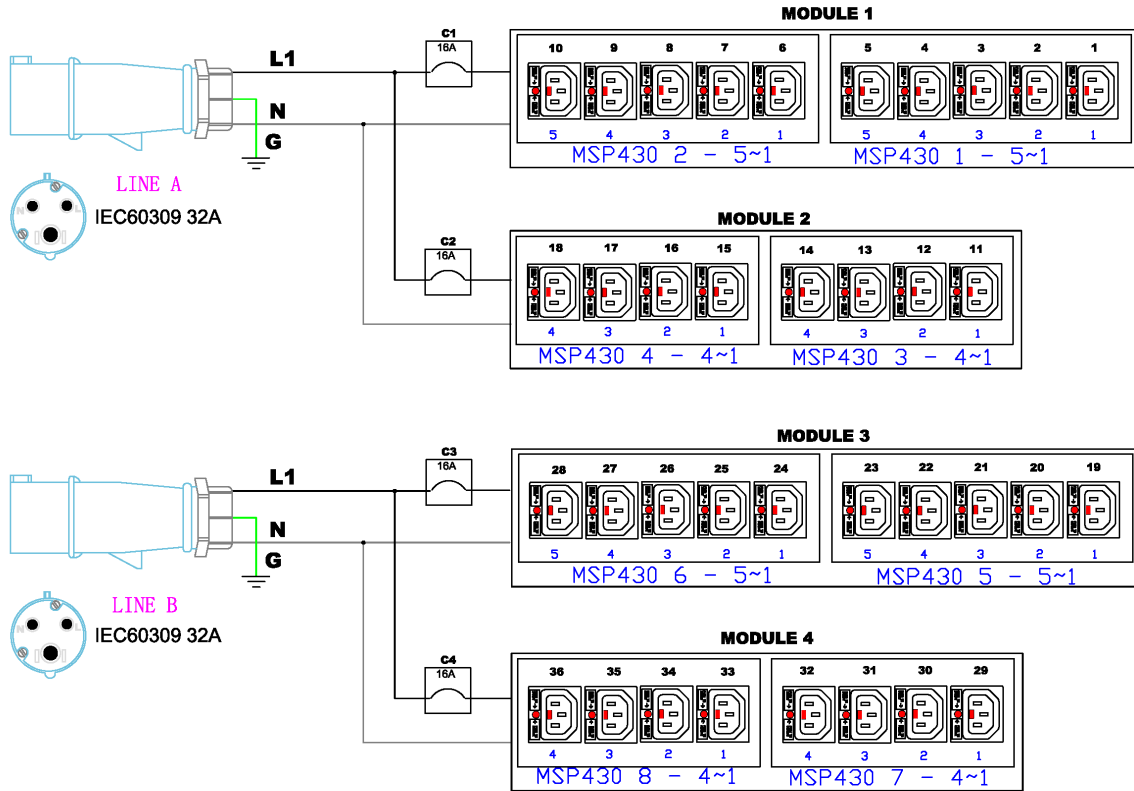 MODULE 1
C1
16A
10 9 8 7 6 5 4 3 2 1
L1
N
G
5 4 3 2 1 5 4 3 2 1
MSP430 2 - 5~1 MSP430 1 - 5~1
LINE A
N L
IEC60309 32A
MODULE 2
C2
16A
18 17 16 15 14 13 12 11
4 3 2 1 4 3 2 1
MSP430 4 - 4~1 MSP430 3 - 4~1
MODULE 3
C3
16A
28 27 26 25 24 23 22 21 20 19
L1
N
G
5 4 3 2 1 5 4 3 2 1
MSP430 6 - 5~1 MSP430 5 - 5~1
LINE B
N L
IEC60309 32A
MODULE 4
C4
16A
36 35 34 33 32 31 30 29
4 3 2 1 4 3 2 1
MSP430 8 - 4~1 MSP430 7 - 4~1